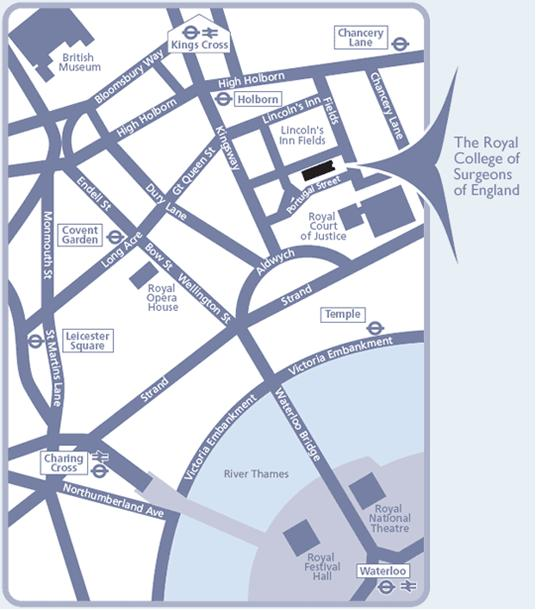 British
Museum
Kings Cross
Chancery
Lane
Bloomsbury Way
High Holborn
High Holborn
Holborn
Lincoln's Inn
Fields
Chancery Lane
Lincoln's
Inn Fields
Kingsway
Gt Queen St
The Royal
College of
Surgeons
of England
Portugal Street
Endell St
Dury Lane
Royal
Court
of Justice
Monmouth St
Covent
Garden
Long Acre
Bow St
Wellington St
Aldwych
Royal
Opera
House
Strand
Temple
Leicester
Square
St Martins Lane
Victoria Embankment
Strand
Victoria Embankment
Waterloo Bridge
Charing
Cross
River Thames
Northumberland Ave
Royal
National
Theatre
Royal
Festival
Hall
Waterloo